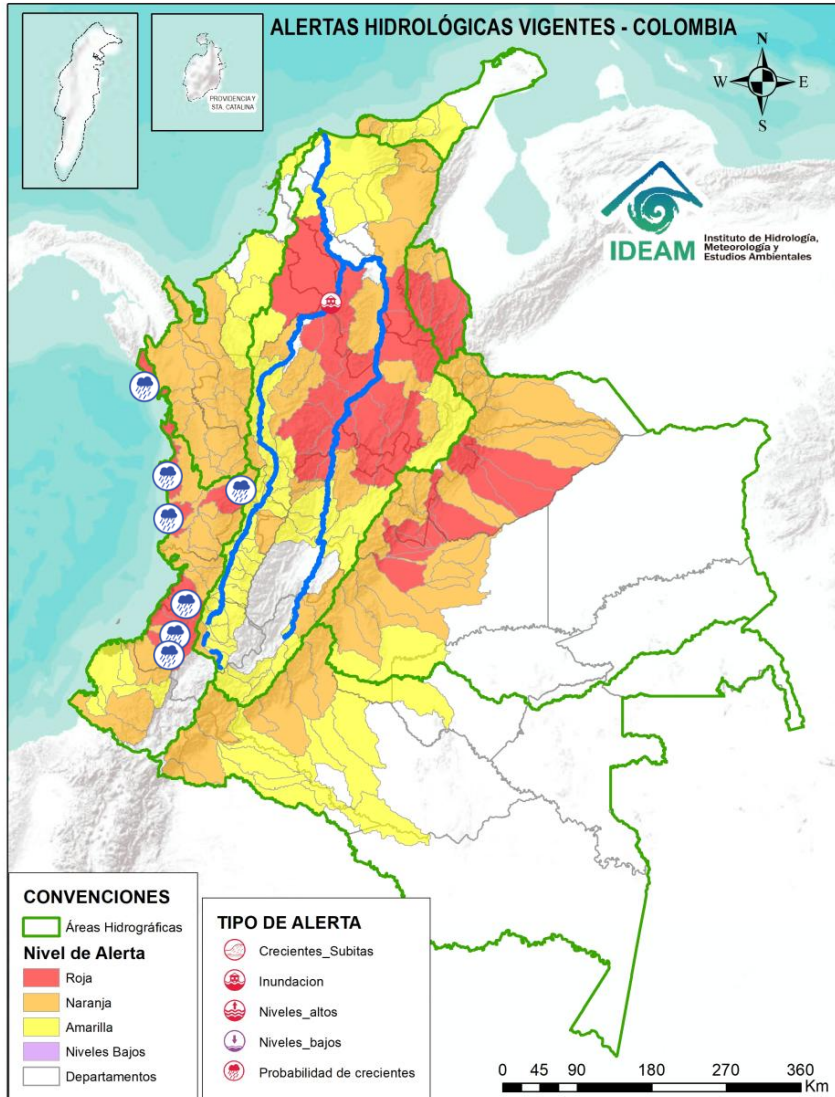 ALERTAS HIDROLÓGICAS VIGENTES - COLOMBIA
PROVIDENCIA Y
STA. CATALINA
N
W
E
S
IDEAM
Instituto de Hidrología,
Meteorología y
Estudios Ambientales
CONVENCIONES
Áreas Hidrográficas
Nivel de Alerta
Roja
Naranja
Amarilla
Niveles Bajos
Departamentos
TIPO DE ALERTA
Crecientes_Subitas
Inundacion
Niveles_altos
Niveles_bajos
Probabilidad de crecientes
0 45 90 180 270 360
Km